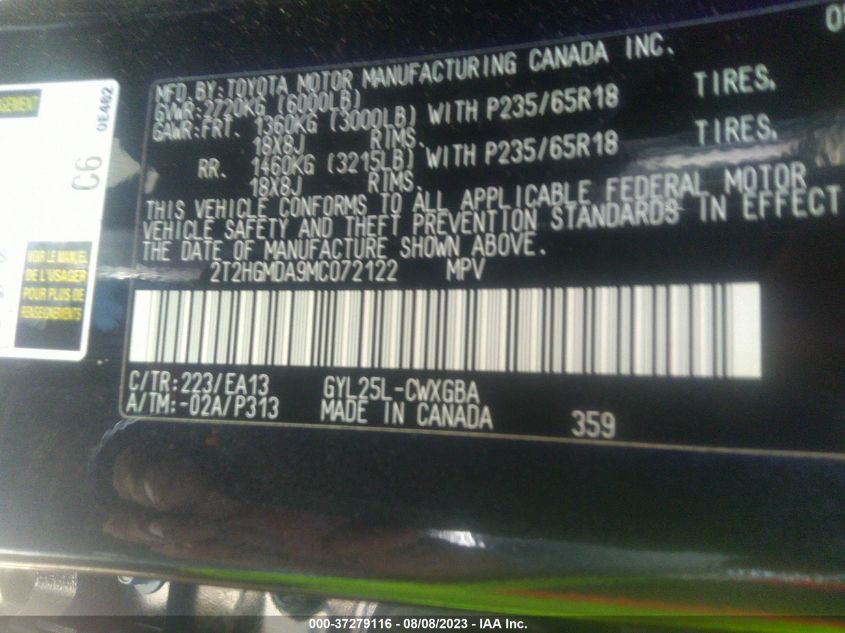 08
MFD. BY: TOYOTA MOTOR MANUFACTURING CANADA INC.
GVWR: 2720KG (6000LB)
GAWR: FRT. 1360KG (3000LB) WITH P235/65R18 TIRES.
18X8J RIMS.
RR. 1460KG (3215LB) WITH P235/65R18 TIRES.
18X8J RIMS.
THIS VEHICLE CONFORMS TO ALL APPLICABLE FEDERAL MOTOR
VEHICLE SAFETY AND THEFT PREVENTION STANDARDS IN EFFECT
THE DATE OF MANUFACTURE SHOWN ABOVE.
2T2HGMDA9MC072122 MPV
C/TR: 223/EA13 GYL25L-CWXGBA
A/TM: -02A/P313 MADE IN CANADA 359
0E482
C6
VOIR LE MANUEL
DE L'USAGER
POUR PLUS DE
RENSEIGNEMENTS
000-37279116 - 08/08/2023 - IAA Inc.